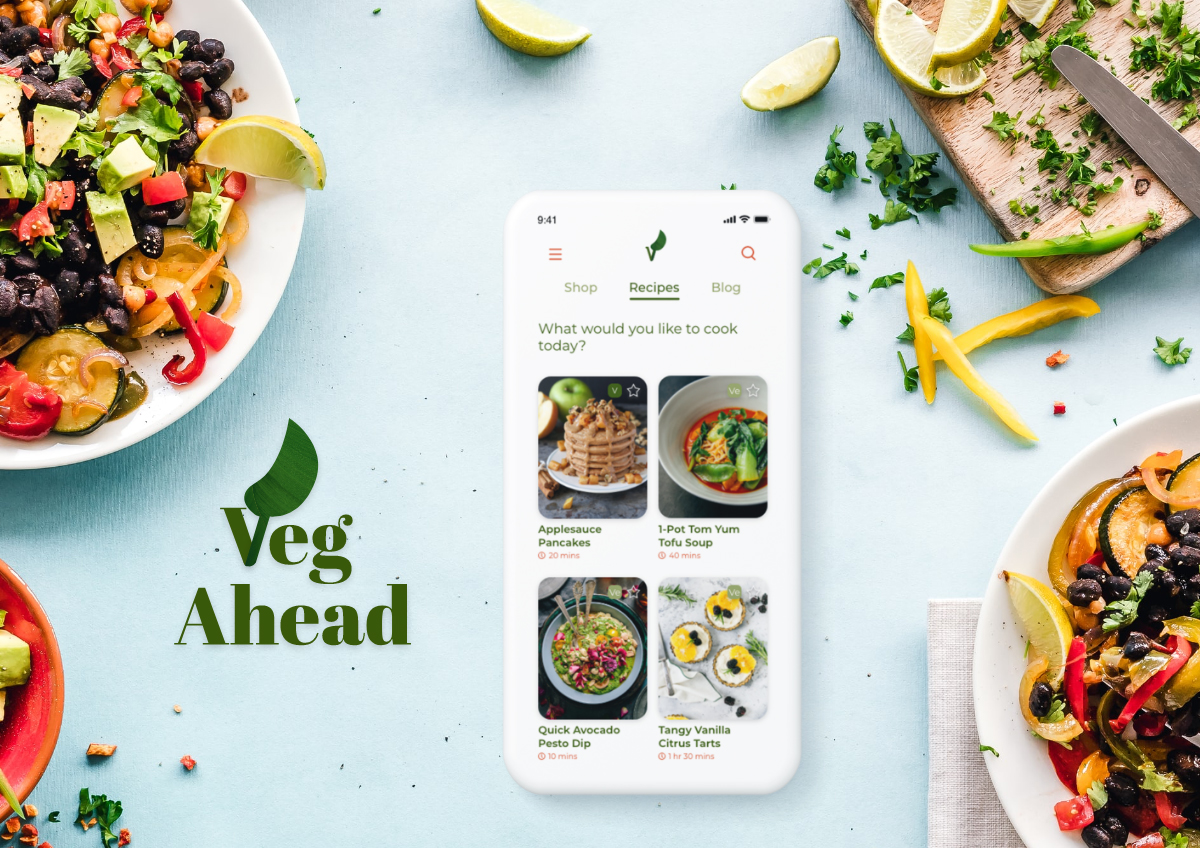 9:41
Shop Recipes Blog
What would you like to cook
today?
V
Ve
Applesauce
Pancakes
20 mins
1-Pot Tom Yum
Tofu Soup
40 mins
Ve
Ve
Quick Avocado
Pesto Dip
10 mins
Tangy Vanilla
Citrus Tarts
1 hr 30 mins
Veg
Ahead